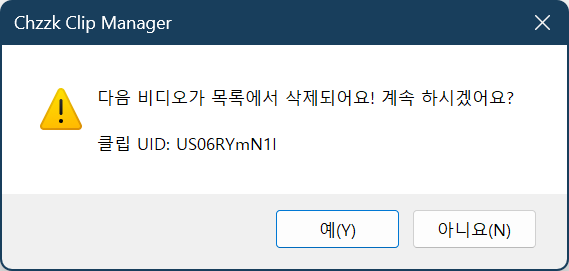 Chzzk Clip Manager
다음 비디오가 목록에서 삭제되어요! 계속 하시겠어요?
클립 UID: US06RYmN1l
예(Y)
아니요(N)